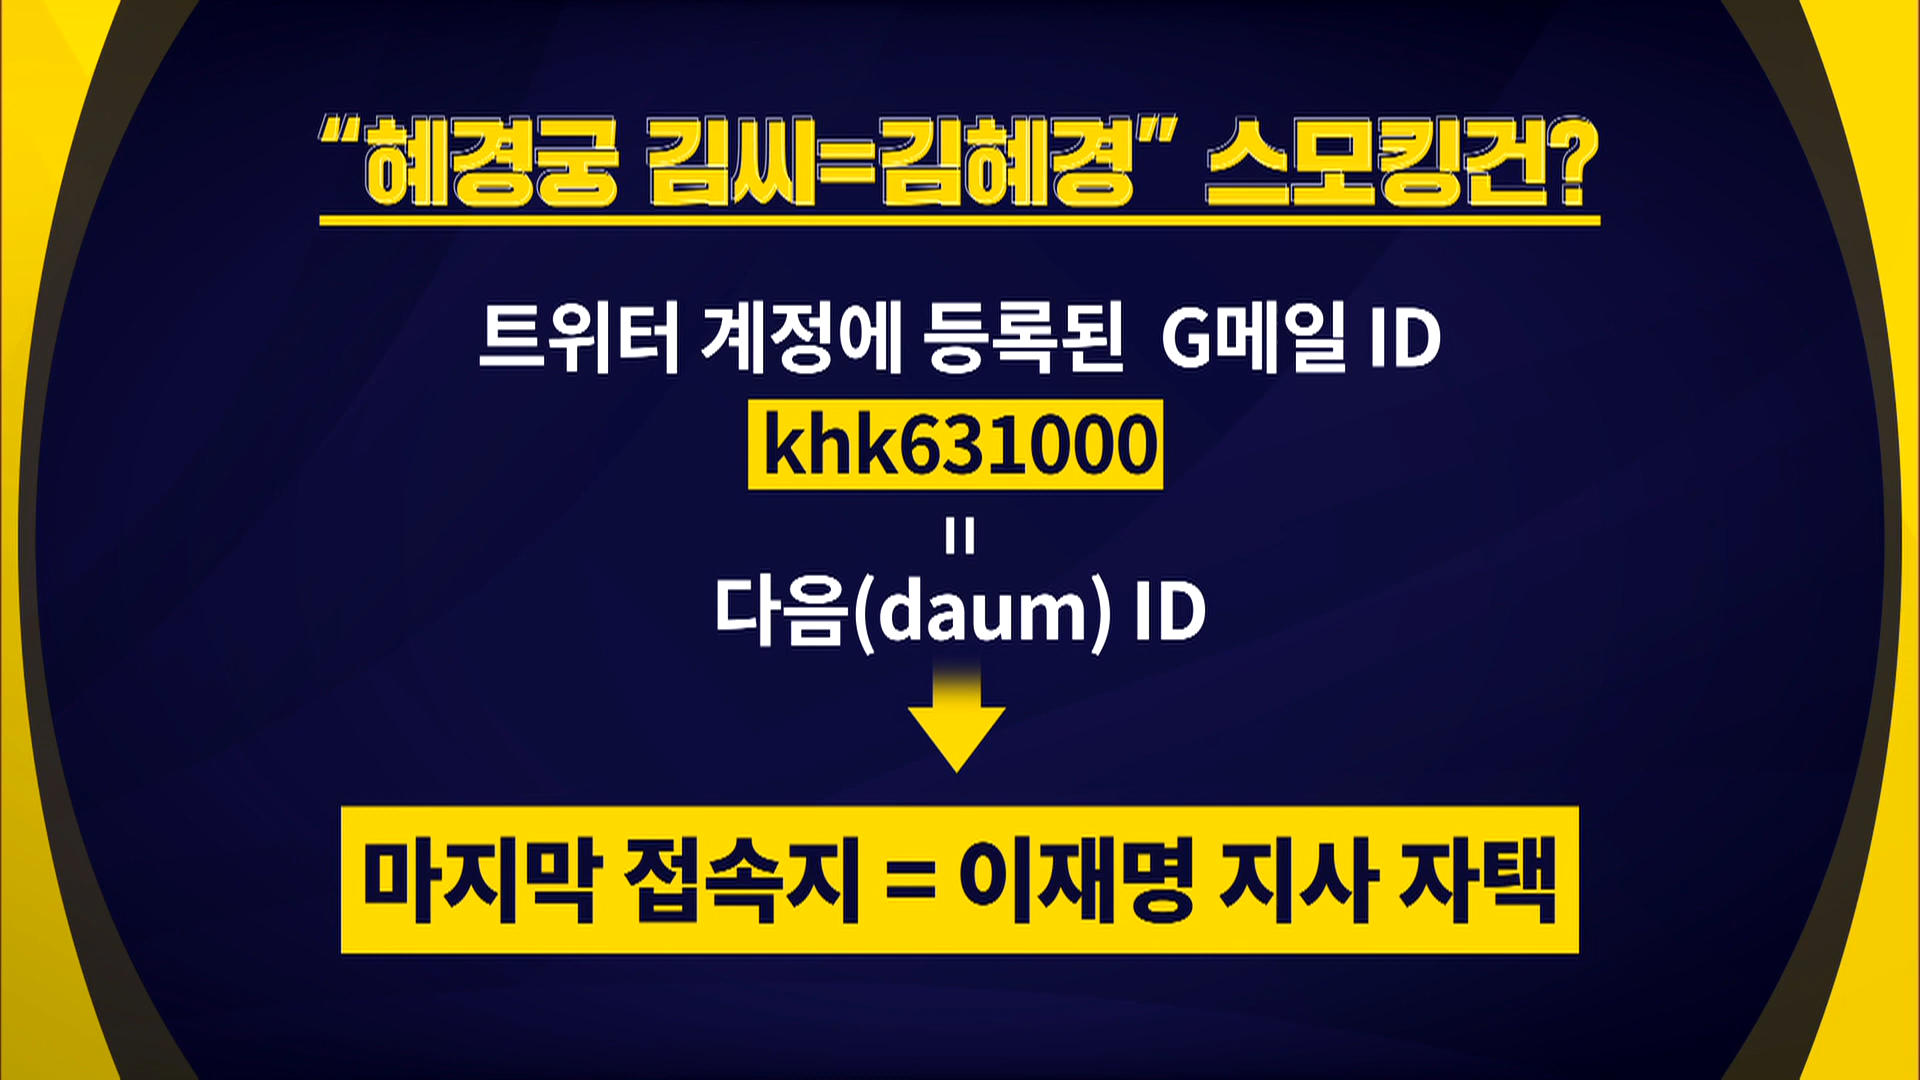 “혜경궁 김씨=김혜경” 스모킹건?
트위터 계정에 등록된 G메일 ID
khk631000
=
다음(daum) ID
마지막 접속지 = 이재명 지사 자택